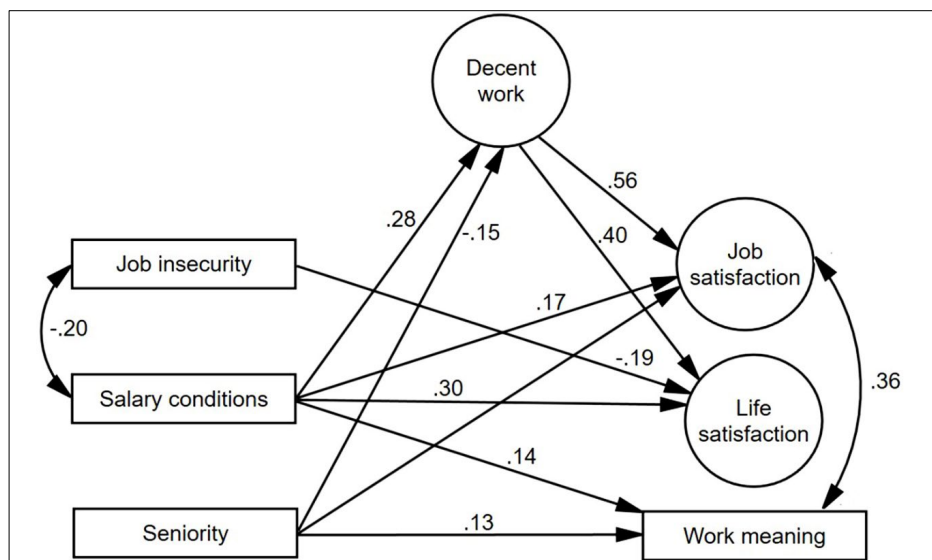 Decent
work
.56
.28
-.15
.40
Job insecurity
Job
satisfaction
.17
-.20
-.19
.36
Salary conditions
.30
Life
satisfaction
.14
Seniority
.13
Work meaning